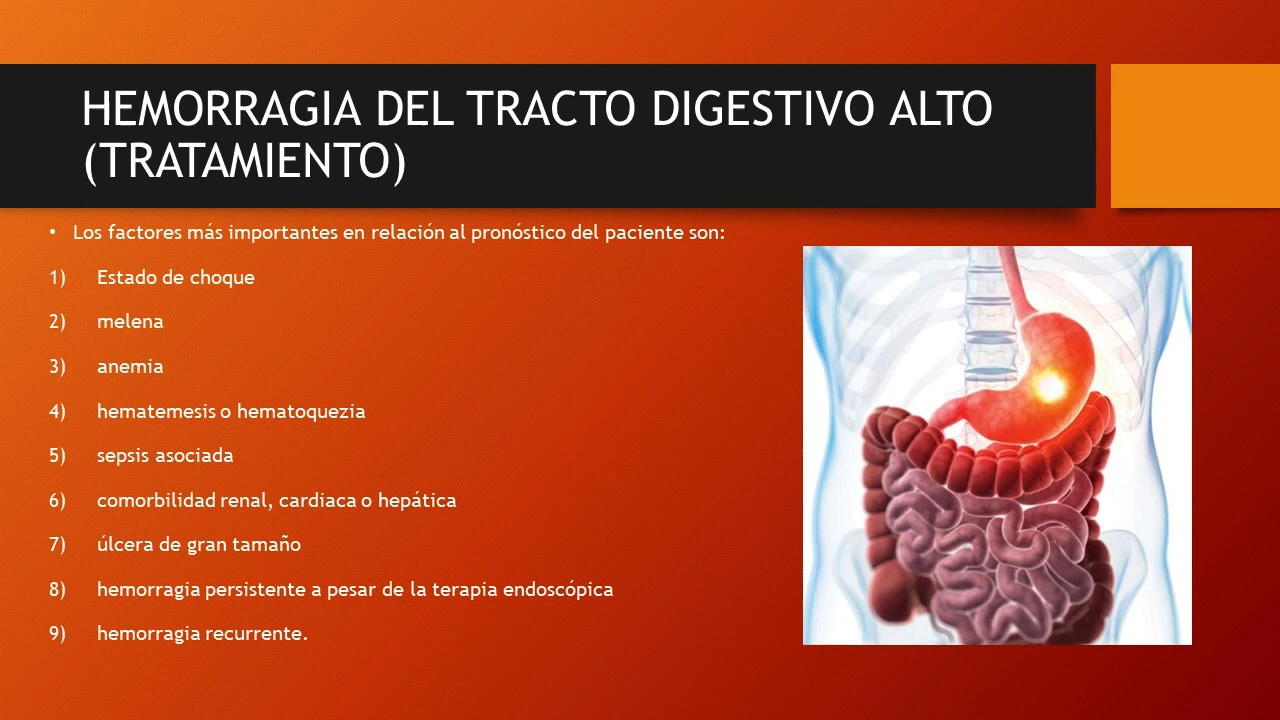 HEMORRAGIA DEL TRACTO DIGESTIVO ALTO
(TRATAMIENTO)
• Los factores más importantes en relación al pronóstico del paciente son:
1) Estado de choque
2) melena
3) anemia
4) hematemesis o hematoquezia
5) sepsis asociada
6) comorbilidad renal, cardiaca o hepática
7) úlcera de gran tamaño
8) hemorragia persistente a pesar de la terapia endoscópica
9) hemorragia recurrente.